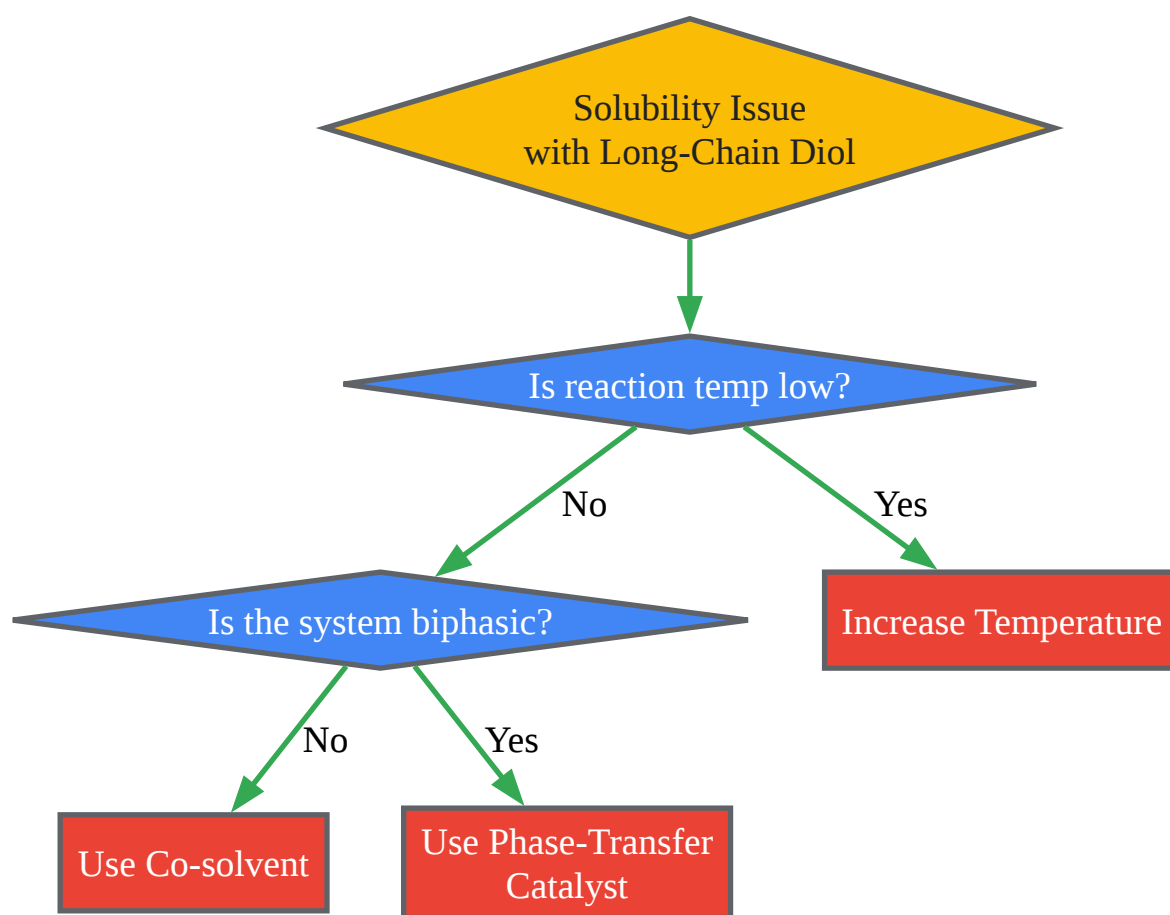 Solubility Issue
with Long-Chain Diol
Is reaction temp low?
No
Yes
Is the system biphasic?
Increase Temperature
No
Yes
Use Co-solvent
Use Phase-Transfer
Catalyst